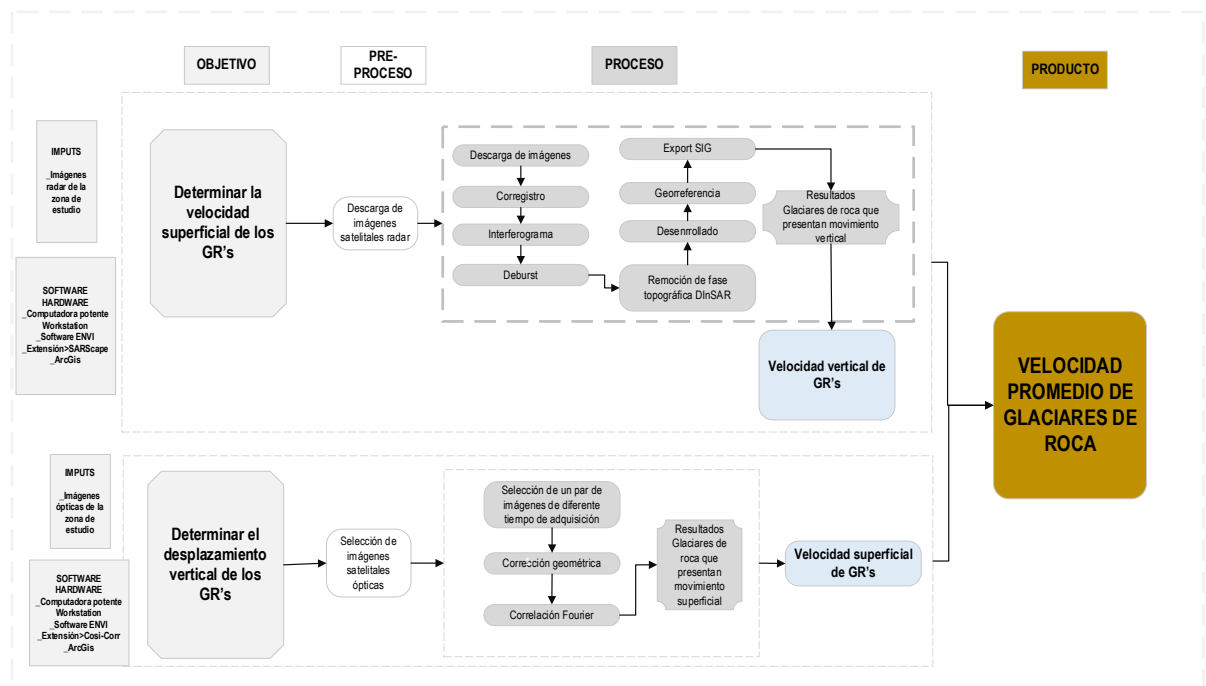 OBJETIVO
PRE-
PROCESO
PROCESO
PRODUCTO
IMPUTS
_Imágenes
radar de la
zona de
estudio
SOFTWARE
HARDWARE
_Computadora potente
Workstation
_Software ENVI
_Extensión>SARScape
_ArcGis
Determinar la
velocidad
superficial de los
GR's
Descarga de
imágenes
satelitales radar
Descarga de imágenes
Corregistro
Interferograma
Deburst
Remoción de fase
topográfica DInSAR
Desenrrollado
Georreferencia
Export SIG
Resultados
Glaciares de roca que
presentan movimiento
vertical
Velocidad vertical de
GR's
IMPUTS
_Imágenes
ópticas de la
zona de
estudio
SOFTWARE
HARDWARE
_Computadora potente
Workstation
_Software ENVI
_Extensión>Cosi-Corr
_ArcGis
Determinar el
desplazamiento
vertical de los
GR's
Selección de
imágenes
satelitales
ópticas
Selección de un par de
imágenes de diferente
tiempo de adquisición
Corrección geométrica
Correlación Fourier
Resultados
Glaciares de
roca que
presentan
movimiento
superficial
Velocidad superficial
de GR's
VELOCIDAD
PROMEDIO DE
GLACIARES DE
ROCA